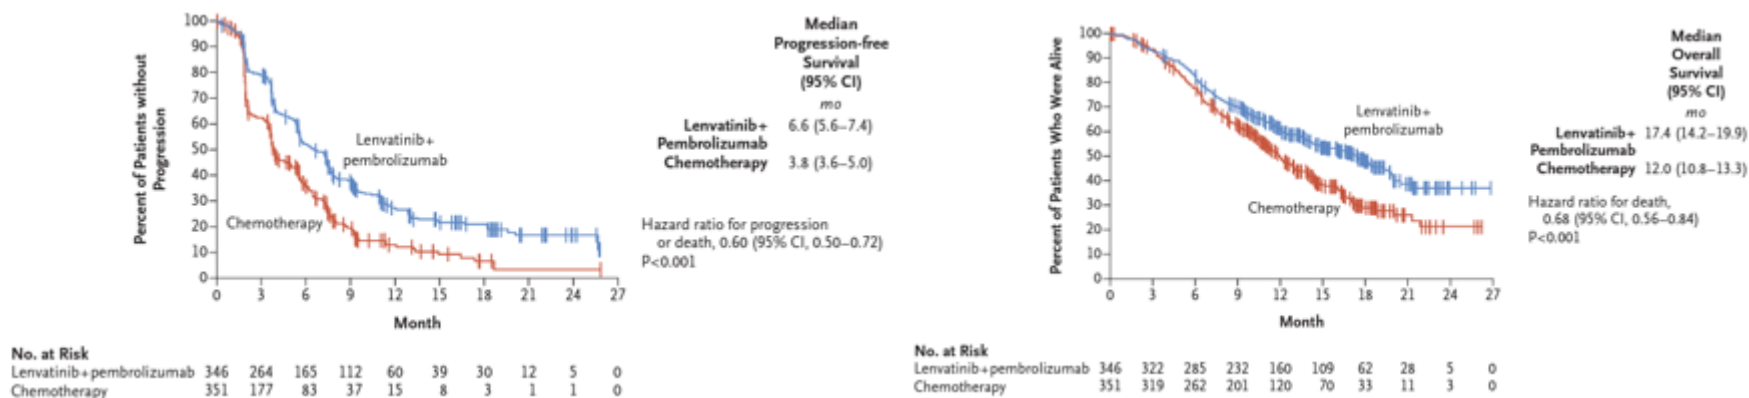 Percent of Patients without
Progression
100
90
80
70
60
50
40
30
20
10
0
0 3 6 9 12 15 18 21 24 27
Month
Lenvatinib+
pembrolizumab
Chemotherapy
Median
Progression-free
Survival
(95% CI)
mo
Lenvatinib+ 6.6 (5.6–7.4)
Pembrolizumab
Chemotherapy 3.8 (3.6–5.0)
Hazard ratio for progression
or death, 0.60 (95% CI, 0.50–0.72)
P<0.001
No. at Risk
Lenvatinib+pembrolizumab 346 264 165 112 60 39 30 12 5 0
Chemotherapy 351 177 83 37 15 8 3 1 1 0
Percent of Patients Who Were Alive
100
90
80
70
60
50
40
30
20
10
0
0 3 6 9 12 15 18 21 24 27
Month
Lenvatinib+
pembrolizumab
Chemotherapy
Median
Overall
Survival
(95% CI)
mo
Lenvatinib+ 17.4 (14.2–19.9)
Pembrolizumab
Chemotherapy 12.0 (10.8–13.3)
Hazard ratio for death,
0.68 (95% CI, 0.56–0.84)
P<0.001
No. at Risk
Lenvatinib+pembrolizumab 346 322 285 232 160 109 62 28 5 0
Chemotherapy 351 319 262 201 120 70 33 11 3 0